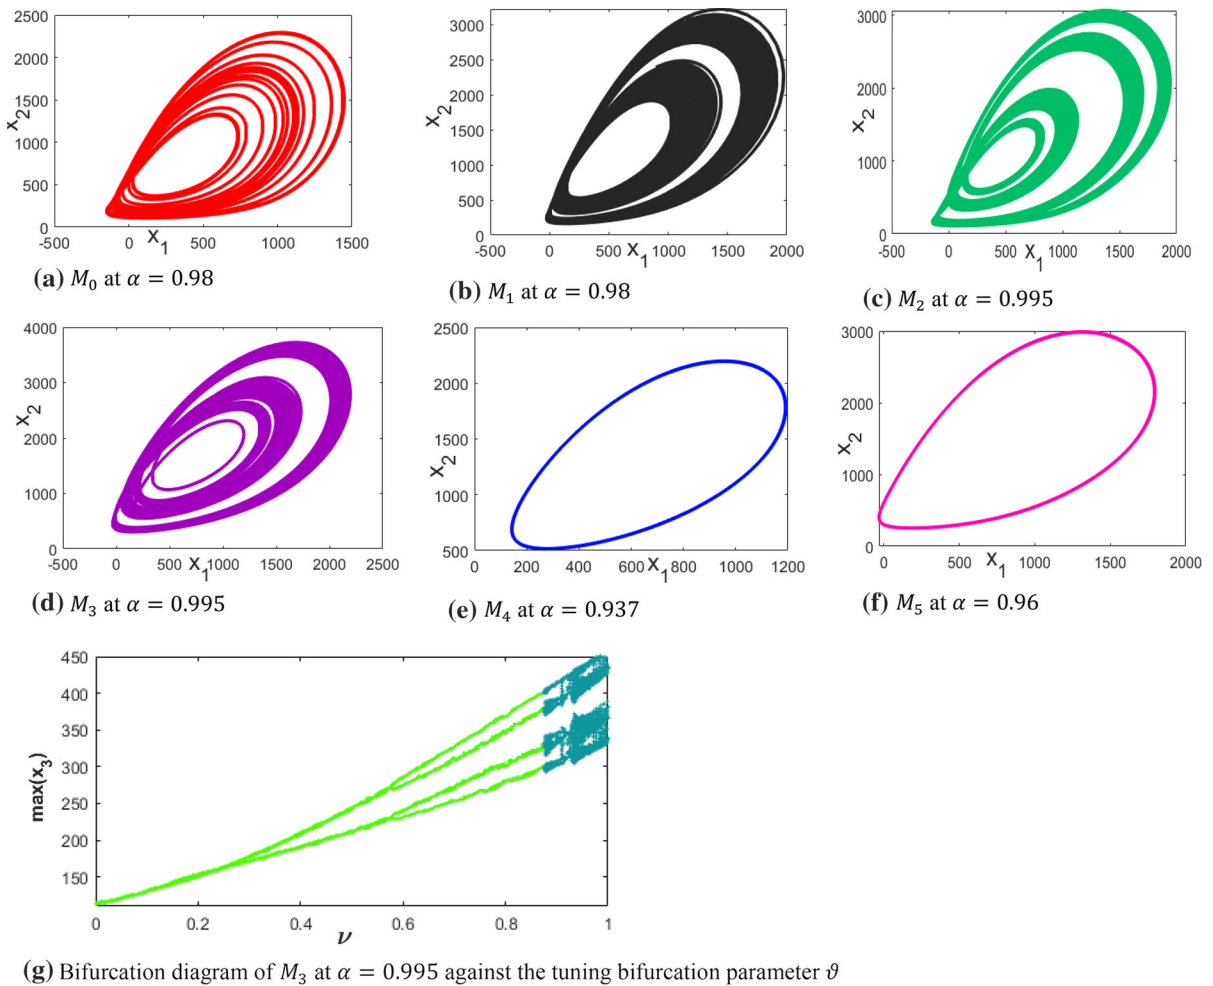 2500
2000
1500
1000
500
0
x2
-500 0 500 1000 1500
x1
(a) M0 at α = 0.98
3000
2500
2000
1500
1000
500
0
x2
-500 0 500 1000 1500 2000
x1
(b) M1 at α = 0.98
3000
2000
1000
0
x2
-500 0 500 1000 1500 2000
x1
(c) M2 at α = 0.995
4000
3000
2000
1000
0
x2
-500 0 500 1000 1500 2000 2500
x1
(d) M3 at α = 0.995
2500
2000
1500
1000
500
x2
0 200 400 600 800 1000 1200
x1
(e) M4 at α = 0.937
3000
2000
1000
0
x2
0 500 1000 1500 2000
x1
(f) M5 at α = 0.96
450
400
350
300
250
200
150
max(x3)
0 0.2 0.4 0.6 0.8 1
ν
(g) Bifurcation diagram of M3 at α = 0.995 against the tuning bifurcation parameter ϑ